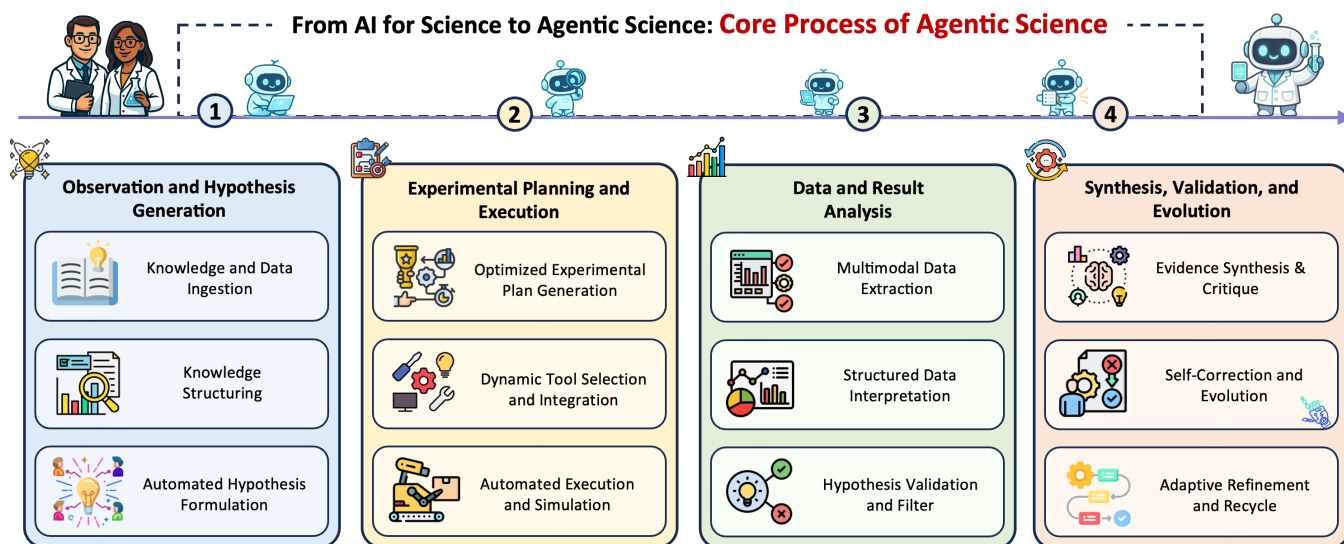 From AI for Science to Agentic Science: Core Process of Agentic Science
1
2
3
4
Observation and Hypothesis
Generation
Knowledge and Data
Ingestion
Knowledge
Structuring
Automated Hypothesis
Formulation
Experimental Planning and
Execution
Optimized Experimental
Plan Generation
Dynamic Tool Selection
and Integration
Automated Execution
and Simulation
Data and Result
Analysis
Multimodal Data
Extraction
Structured Data
Interpretation
Hypothesis Validation
and Filter
Synthesis, Validation, and
Evolution
Evidence Synthesis &
Critique
Self-Correction and
Evolution
Adaptive Refinement
and Recycle